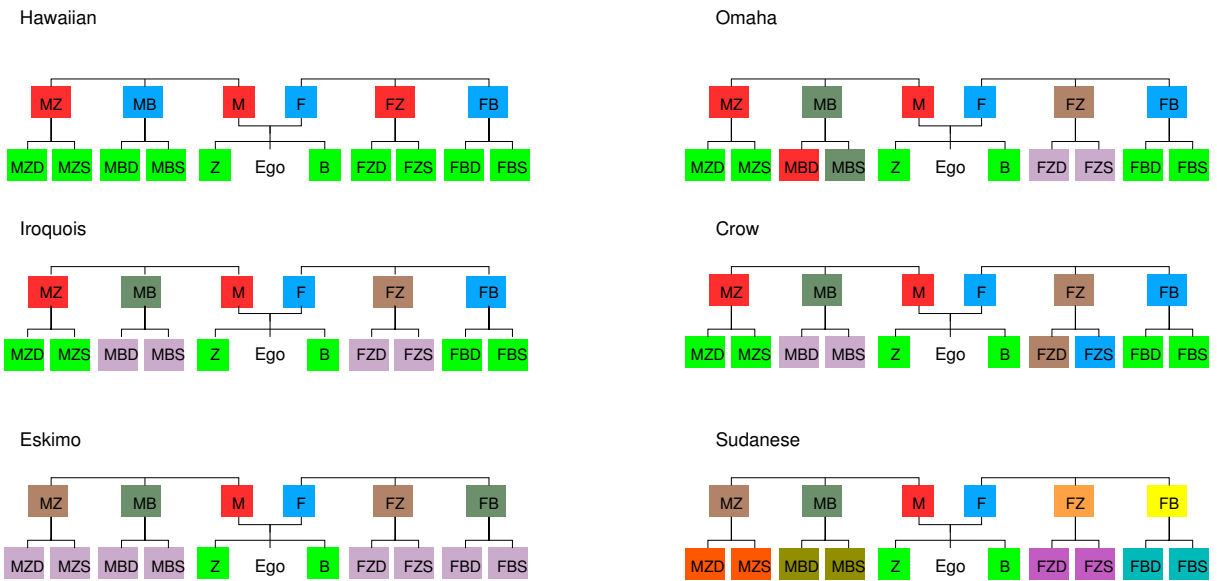 Hawaiian
Omaha
MZ MB M F FZ FB
MZ MB M F FZ FB
MZD MZS MBD MBS Z Ego B FZD FZS FBD FBS
MZD MZS MBD MBS Z Ego B FZD FZS FBD FBS
Iroquois
Crow
MZ MB M F FZ FB
MZ MB M F FZ FB
MZD MZS MBD MBS Z Ego B FZD FZS FBD FBS
MZD MZS MBD MBS Z Ego B FZD FZS FBD FBS
Eskimo
Sudanese
MZ MB M F FZ FB
MZ MB M F FZ FB
MZD MZS MBD MBS Z Ego B FZD FZS FBD FBS
MZD MZS MBD MBS Z Ego B FZD FZS FBD FBS